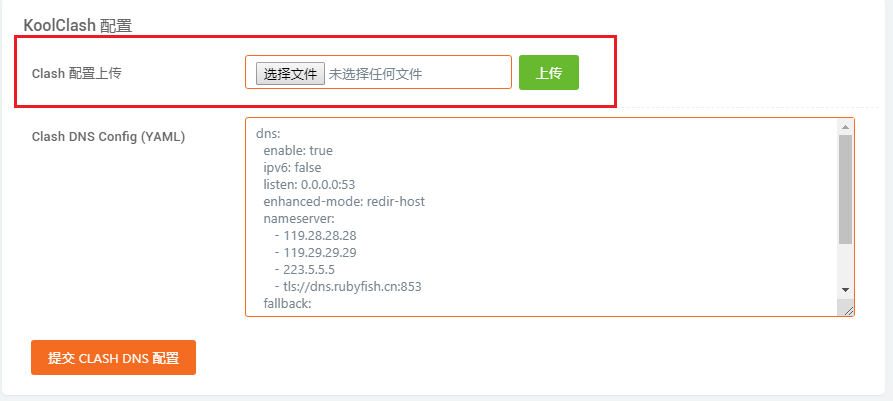 KoolClash 配置
Clash 配置上传
选择文件 未选择任何文件
上传
Clash DNS Config (YAML)
dns:
enable: true
ipv6: false
listen: 0.0.0.0:53
enhanced-mode: redir-host
nameserver:
- 119.28.28.28
- 119.29.29.29
- 223.5.5.5
- tls://dns.rubyfish.cn:853
fallback:
提交 CLASH DNS 配置